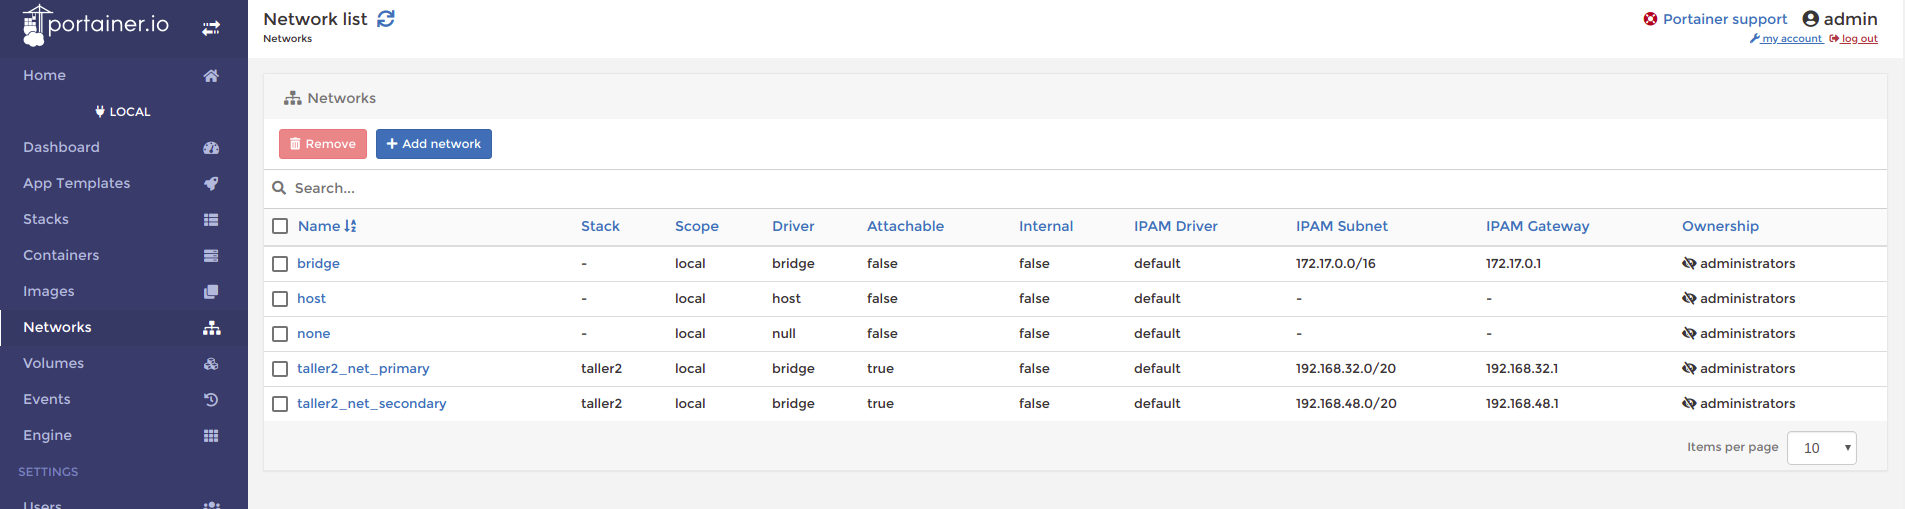 portainer.io
Home
LOCAL
Dashboard
App Templates
Stacks
Containers
Images
Networks
Volumes
Events
Engine
SETTINGS
Users
Network list
Networks
Portainer support admin
my account log out
Networks
Remove Add network
Search...
Name Stack Scope Driver Attachable Internal IPAM Driver IPAM Subnet IPAM Gateway Ownership
bridge - local bridge false false default 172.17.0.0/16 172.17.0.1 administrators
host - local host false false default - - administrators
none - local null false false default - - administrators
taller2_net_primary taller2 local bridge true false default 192.168.32.0/20 192.168.32.1 administrators
taller2_net_secondary taller2 local bridge true false default 192.168.48.0/20 192.168.48.1 administrators
Items per page 10